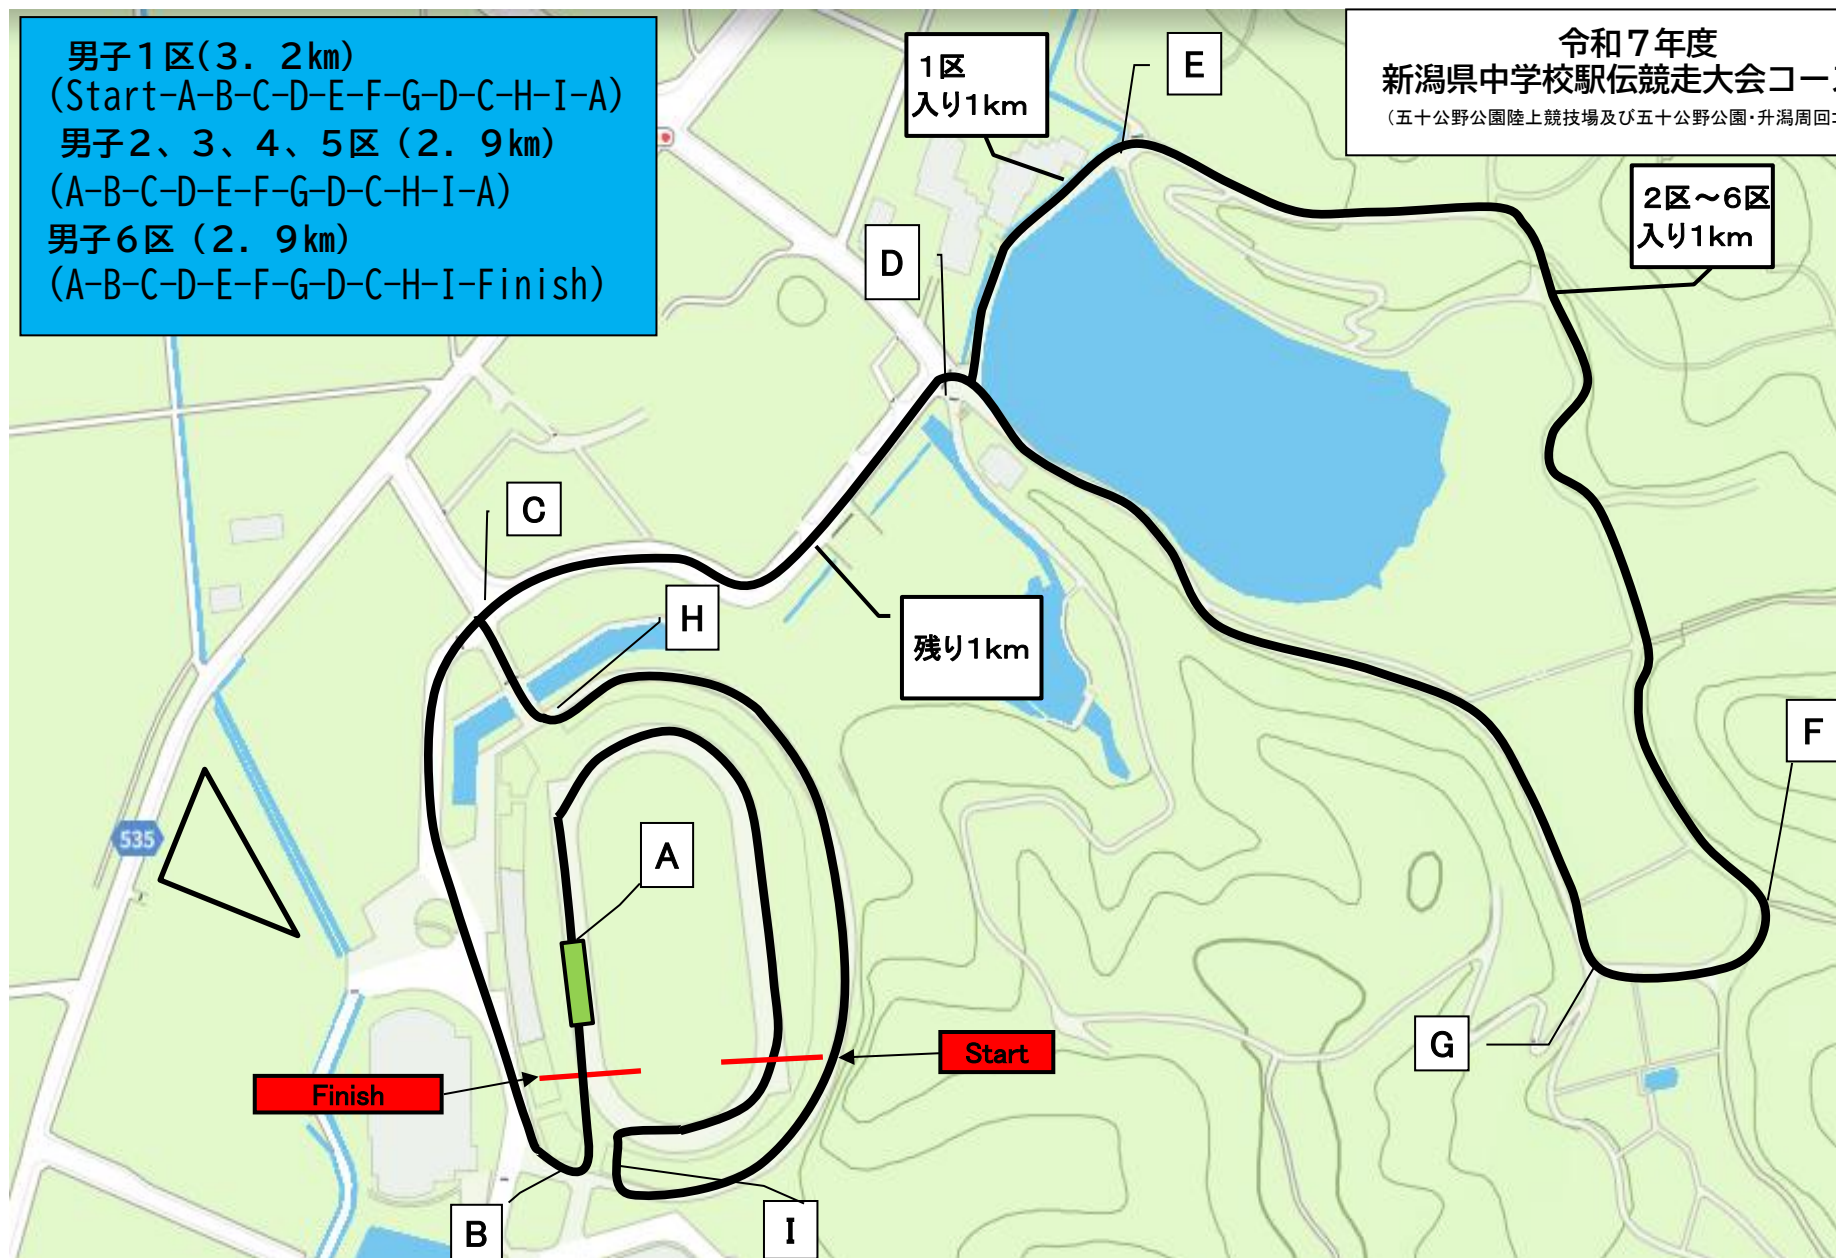 男子1区(3.2km)
(Start-A-B-C-D-E-F-G-D-C-H-I-A)
男子2、3、4、5区(2.9km)
(A-B-C-D-E-F-G-D-C-H-I-A)
男子6区(2.9km)
(A-B-C-D-E-F-G-D-C-H-I-Finish)
令和7年度
新潟県中学校駅伝競走大会コー
(五十公野公園陸上競技場及び五十公野公園・升潟周回
1区
入り1km
E
2区~6区
入り1km
D
C
H
残り1km
F
535
A
G
Start
Finish
B
I